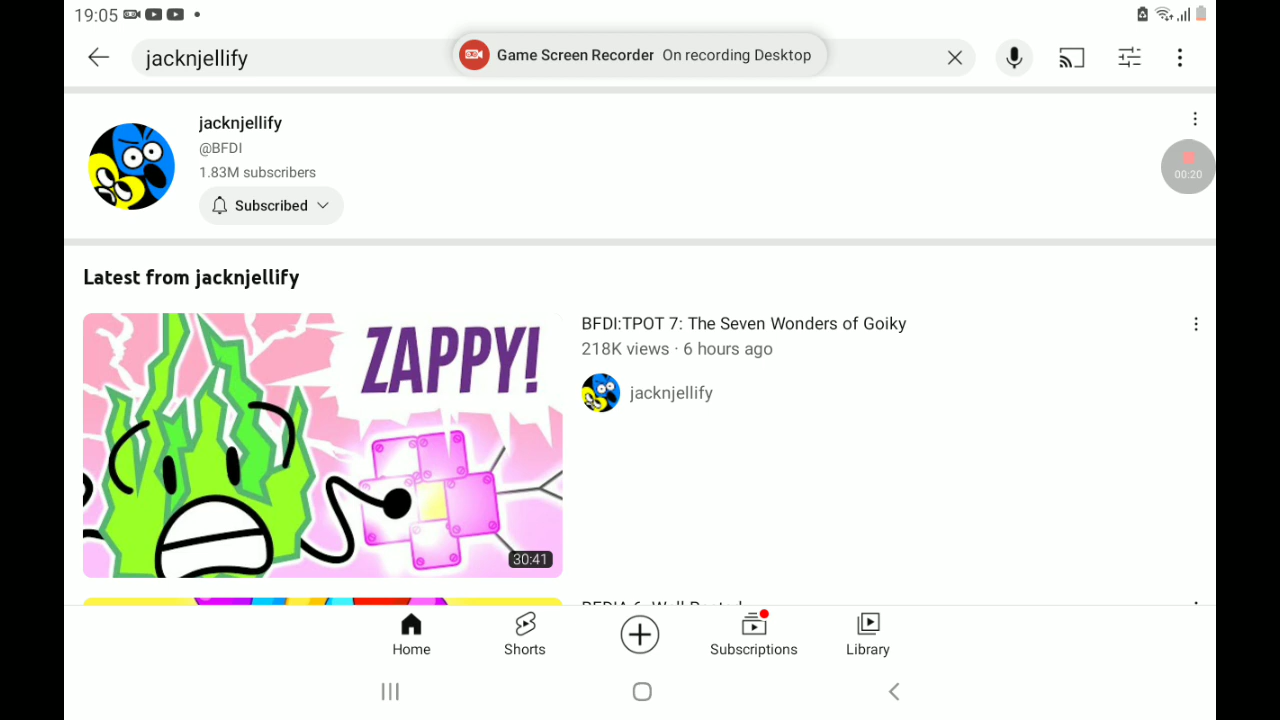 19:05
jacknjellify
Game Screen Recorder On recording Desktop
jacknjellify
@BFDI
1.83M subscribers
00:20
Subscribed
Latest from jacknjellify
ZAPPY!
30:41
BFDI:TPOT 7: The Seven Wonders of Goiky
218K views · 6 hours ago
jacknjellify
Home
Shorts
Subscriptions
Library